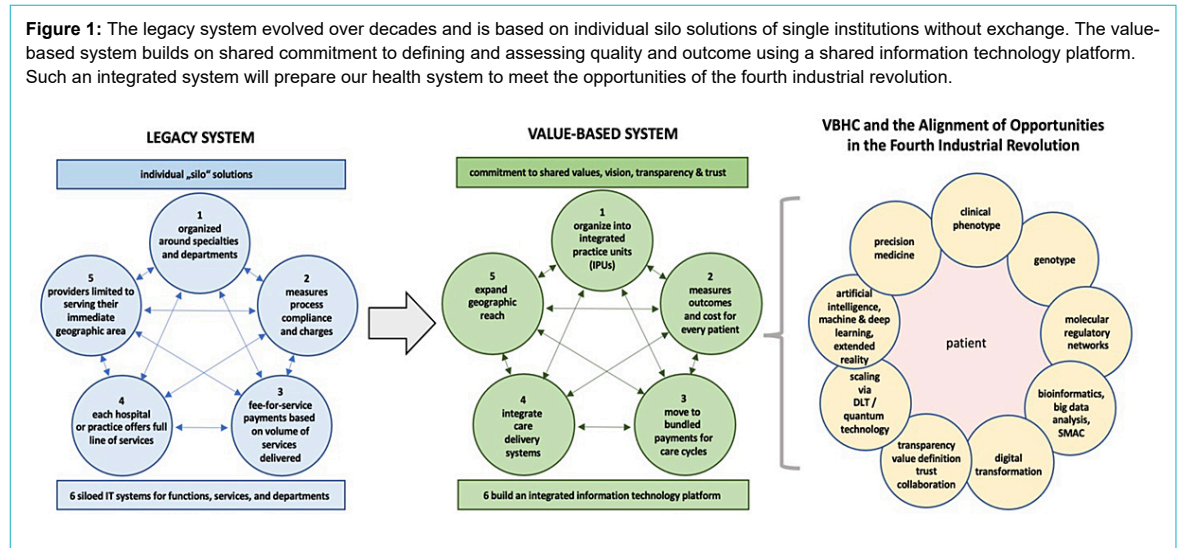 Figure 1: The legacy system evolved over decades and is based on individual silo solutions of single institutions without exchange. The value-
based system builds on shared commitment to defining and assessing quality and outcome using a shared information technology platform.
Such an integrated system will prepare our health system to meet the opportunities of the fourth industrial revolution.
LEGACY SYSTEM
individual „silo“ solutions
1
organized
around specialties
and departments
2
measures
process
compliance
and charges
3
fee-for-service
payments based
on volume of
services
delivered
4
each hospital
or practice offers full
line of services
5
providers limited to
serving their
immediate
geographic area
6 siloed IT systems for functions, services, and departments
VALUE-BASED SYSTEM
commitment to shared values, vision, transparency & trust
1
organize into
integrated
practice units
(IPUs)
2
measures
outcomes
and cost for
every patient
3
move to
bundled
payments for
care cycles
4
integrate
care
delivery
systems
5
expand
geographic
reach
6 build an integrated information technology platform
VBHC and the Alignment of Opportunities
in the Fourth Industrial Revolution
clinical
phenotype
genotype
molecular
regulatory
networks
bioinformatics,
big data
analysis,
SMAC
digital
transformation
transparency
value definition
trust
collaboration
scaling
via
DLT /
quantum
technology
artificial
intelligence,
machine & deep
learning,
extended
reality
precision
medicine
patient